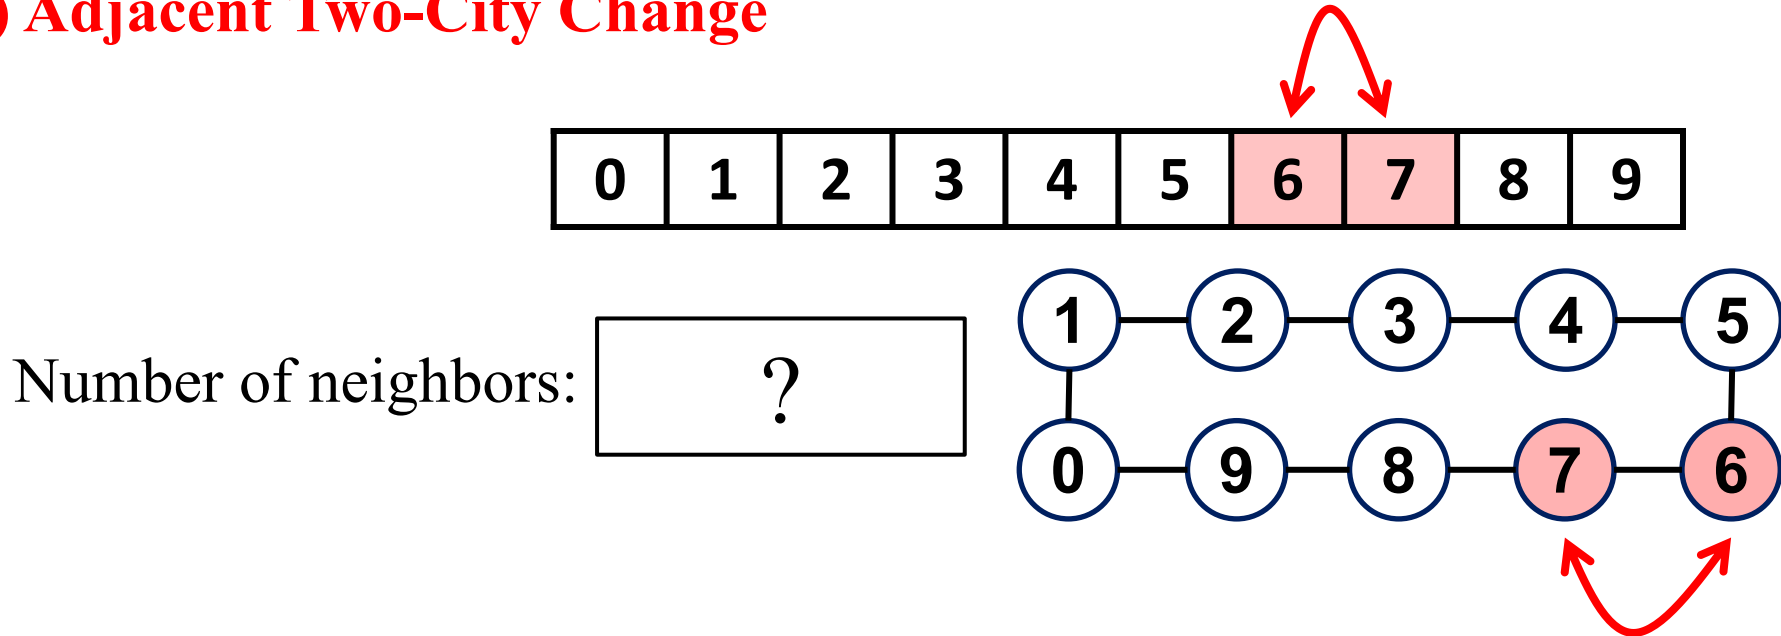 ) Adjacent Two-City Change
0 1 2 3 4 5 6 7 8 9
1 2 3 4 5
Number of neighbors: ?
0 9 8 7 6